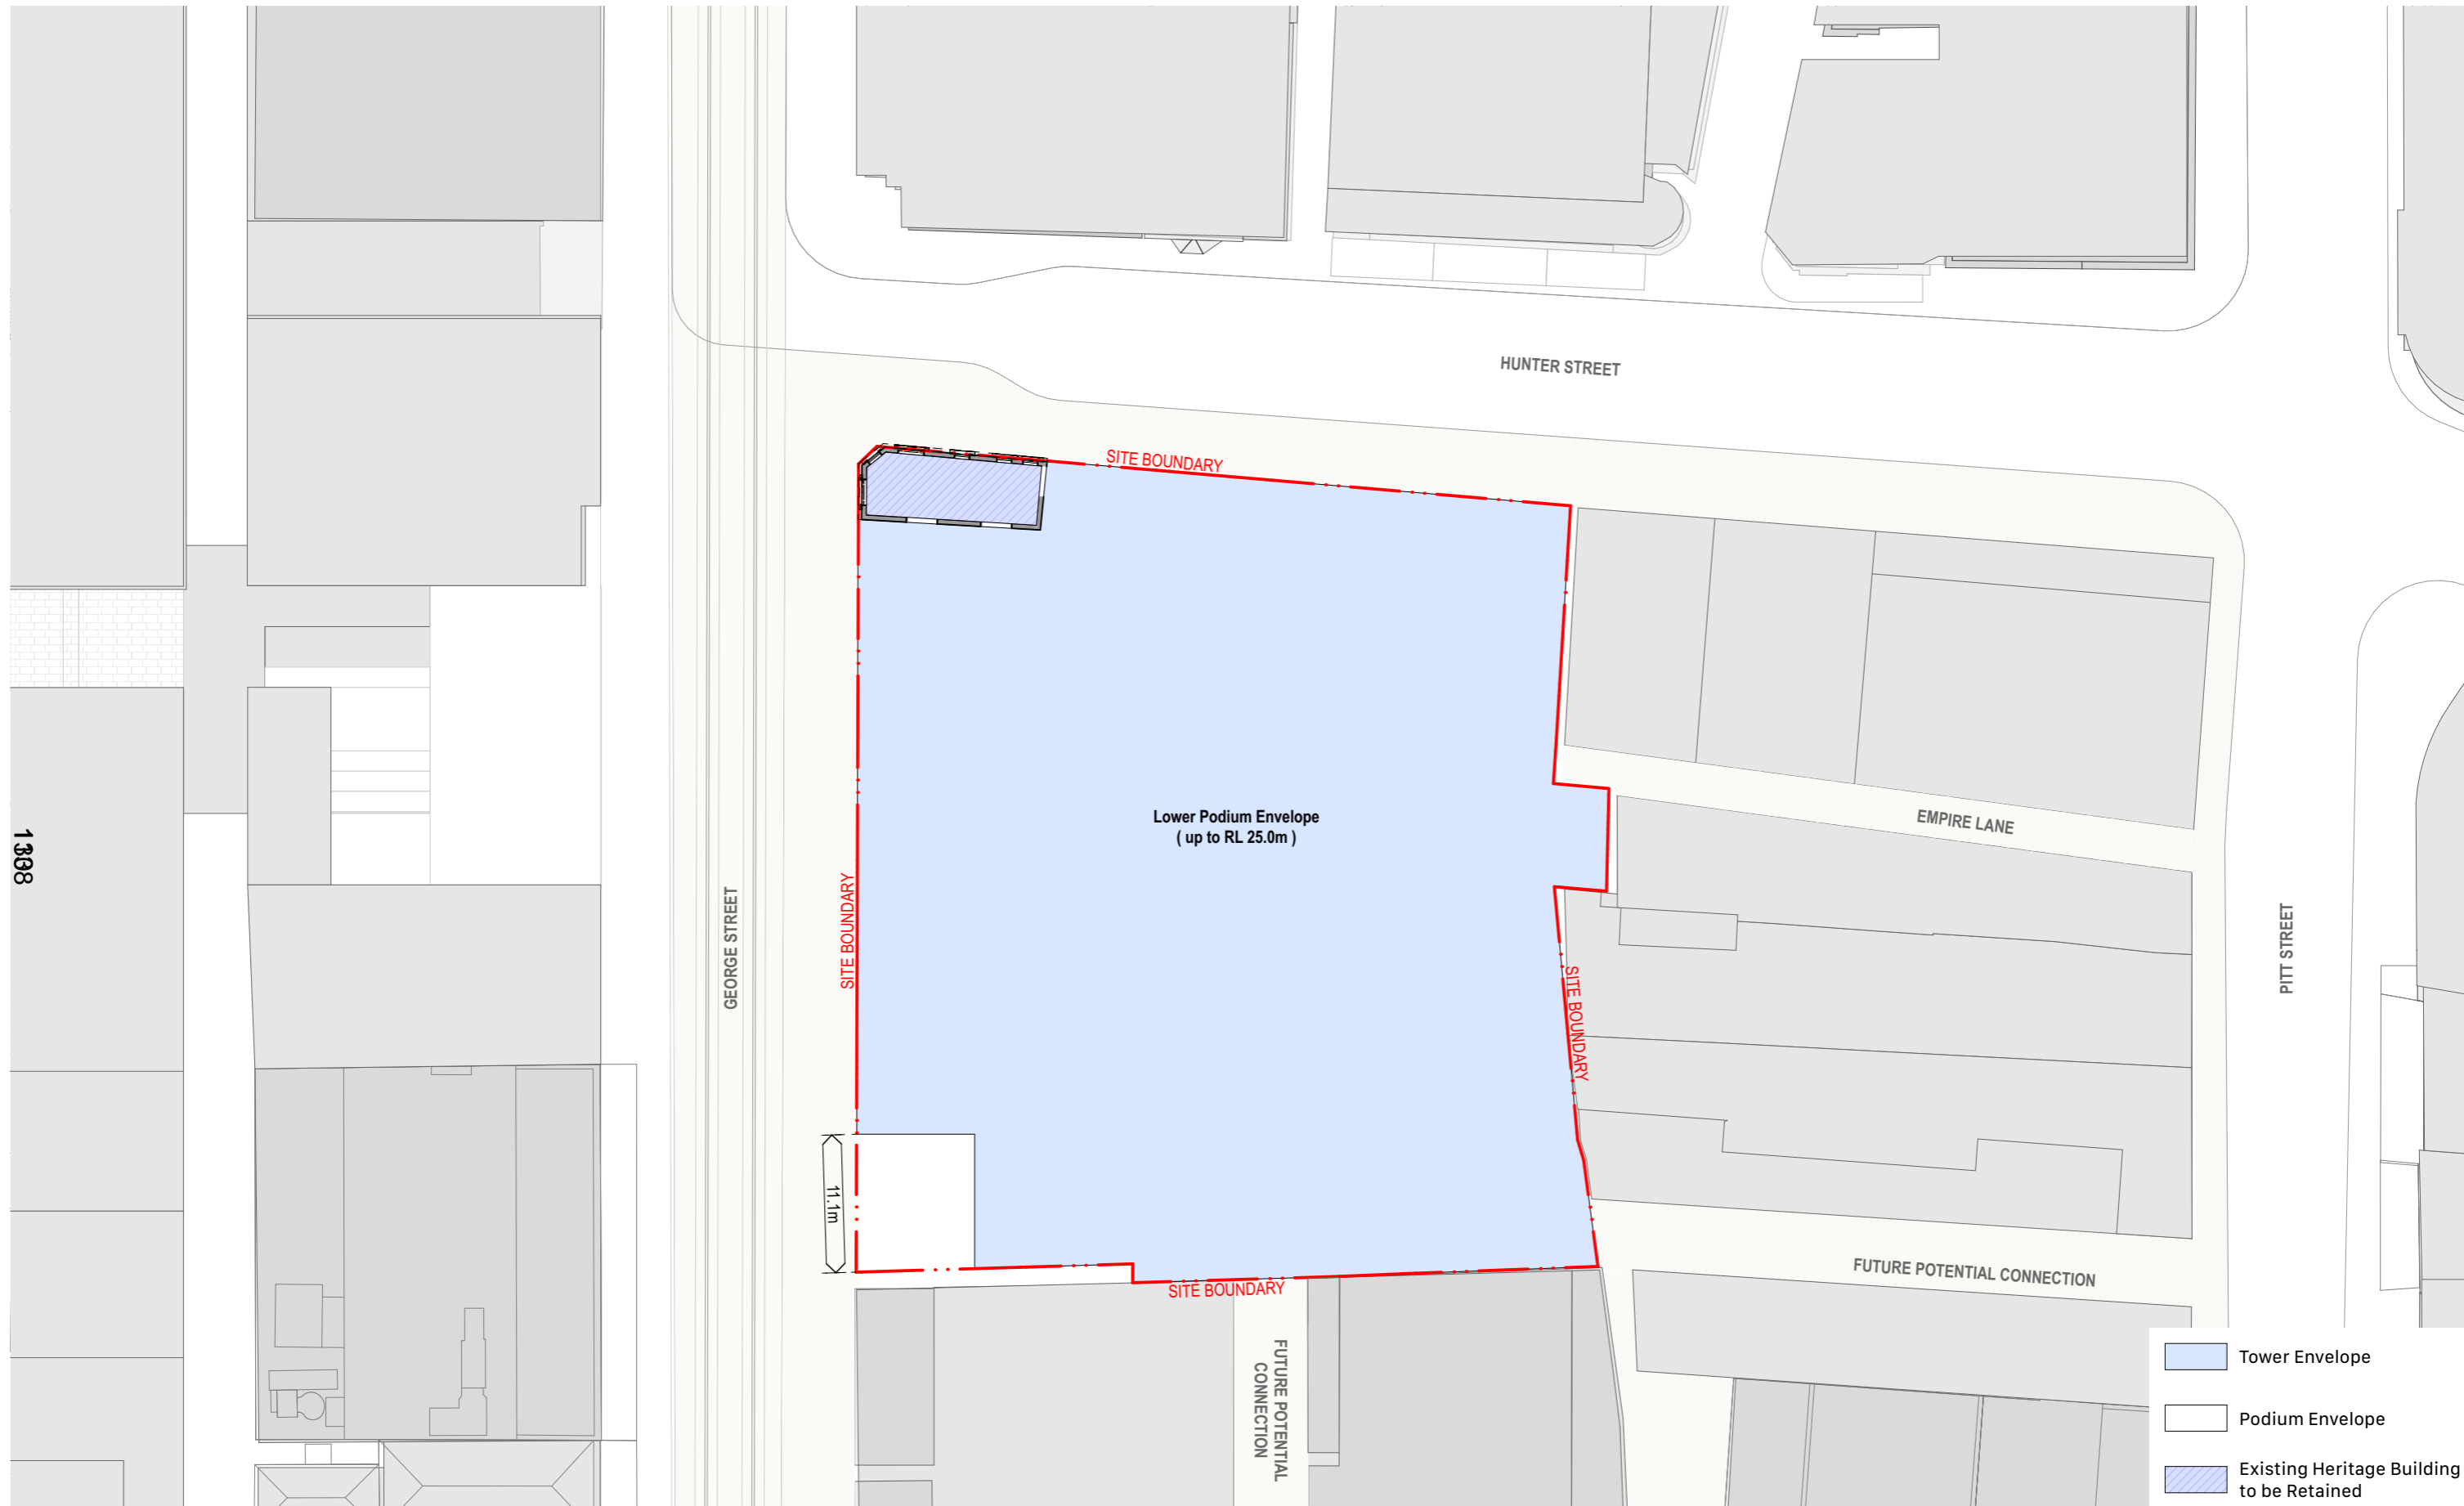 HUNTER STREET
SITE BOUNDARY
Lower Podium Envelope
( up to RL 25.0m )
EMPIRE LANE
SITE BOUNDARY
GEORGE STREET
PITT STREET
SITE BOUNDARY
11.1m
FUTURE POTENTIAL CONNECTION
SITE BOUNDARY
FUTURE POTENTIAL
CONNECTION
Tower Envelope
Podium Envelope
Existing Heritage Building
to be Retained